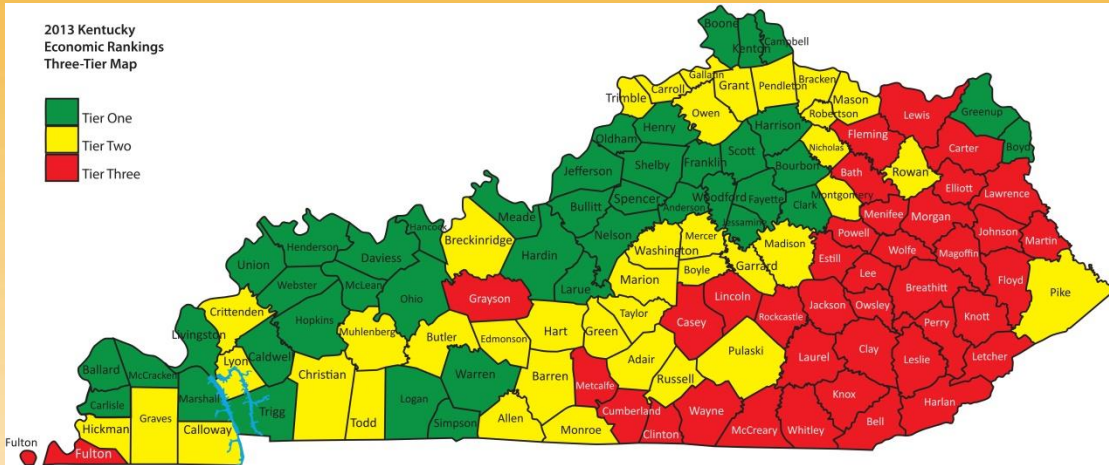 2013 Kentucky
Economic Rankings
Three-Tier Map
Tier One
Tier Two
Tier Three
Boone
Kenton
Campbell
Gallatin
Trimble
Carroll
Grant
Pendleton
Bracken
Mason
Robertson
Lewis
Greenup
Owen
Fleming
Henry
Harrison
Boyd
Oldham
Nicholas
Carter
Scott
Shelby
Franklin
Bourbon
Bath
Rowan
Jefferson
Elliott
Lawrence
Spencer
Woodford
Fayette
Montgomery
Bullitt
Anderson
Clark
Menifee
Morgan
Meade
Jessamine
Hancock
Nelson
Mercer
Powell
Johnson
Martin
Breckinridge
Washington
Madison
Wolfe
Magoffin
Henderson
Daviess
Hardin
Boyle
Garrard
Estill
Union
Lee
Floyd
Marion
Breathitt
Webster
McLeary
Larue
Pike
Ohio
Grayson
Lincoln
Jackson
Owsley
Crittenden
Taylor
Casey
Rockcastle
Perry
Knott
Hopkins
Hart
Green
Livingston
Muhlenberg
Butler
Edmonson
Clay
Lyon
Caldwel
Adair
Pulaski
Laurel
Leslie
Letcher
Ballard
McCracken
Christian
Warren
Barren
Metcalfe
Russell
Knox
Harlan
Carlisle
Marshall
Trigg
Logan
Cumberland
Wayne
Graves
Todd
Simpson
Allen
Bell
Hickman
Calloway
Monroe
Clinton
McCreary
Whitley
Fulton
Fulton